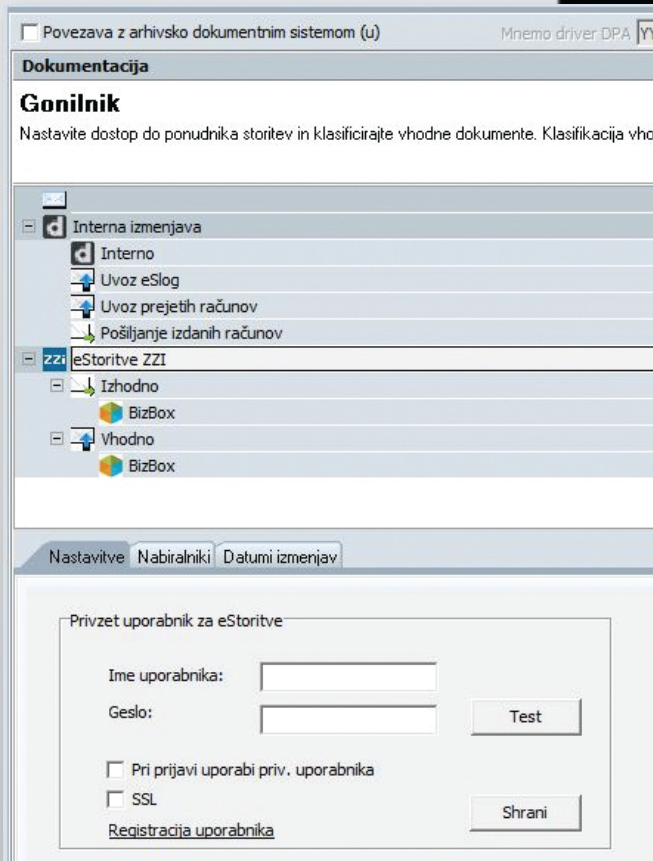 Povezava z arhivsko dokumentnim sistemom (u) Mnemo driver DPA
Dokumentacija
Gonilnik
Nastavite dostop do ponudnika storitev in klasificirajte vhodne dokumente. Klasifikacija vho
Interna izmenjava
Interno
Uvoz eSlog
Uvoz prejetih računov
Pošiljanje izdanih računov
zzi eStoritve ZZI
Izhodno
BizBox
Vhodno
BizBox
Nastavitve Nabiralniki Datumi izmenjav
Privzet uporabnik za eStoritve
Ime uporabnika:
Geslo: Test
Pri prijavi uporabi priv. uporabnika
SSL
Shrani
Registracija uporabnika